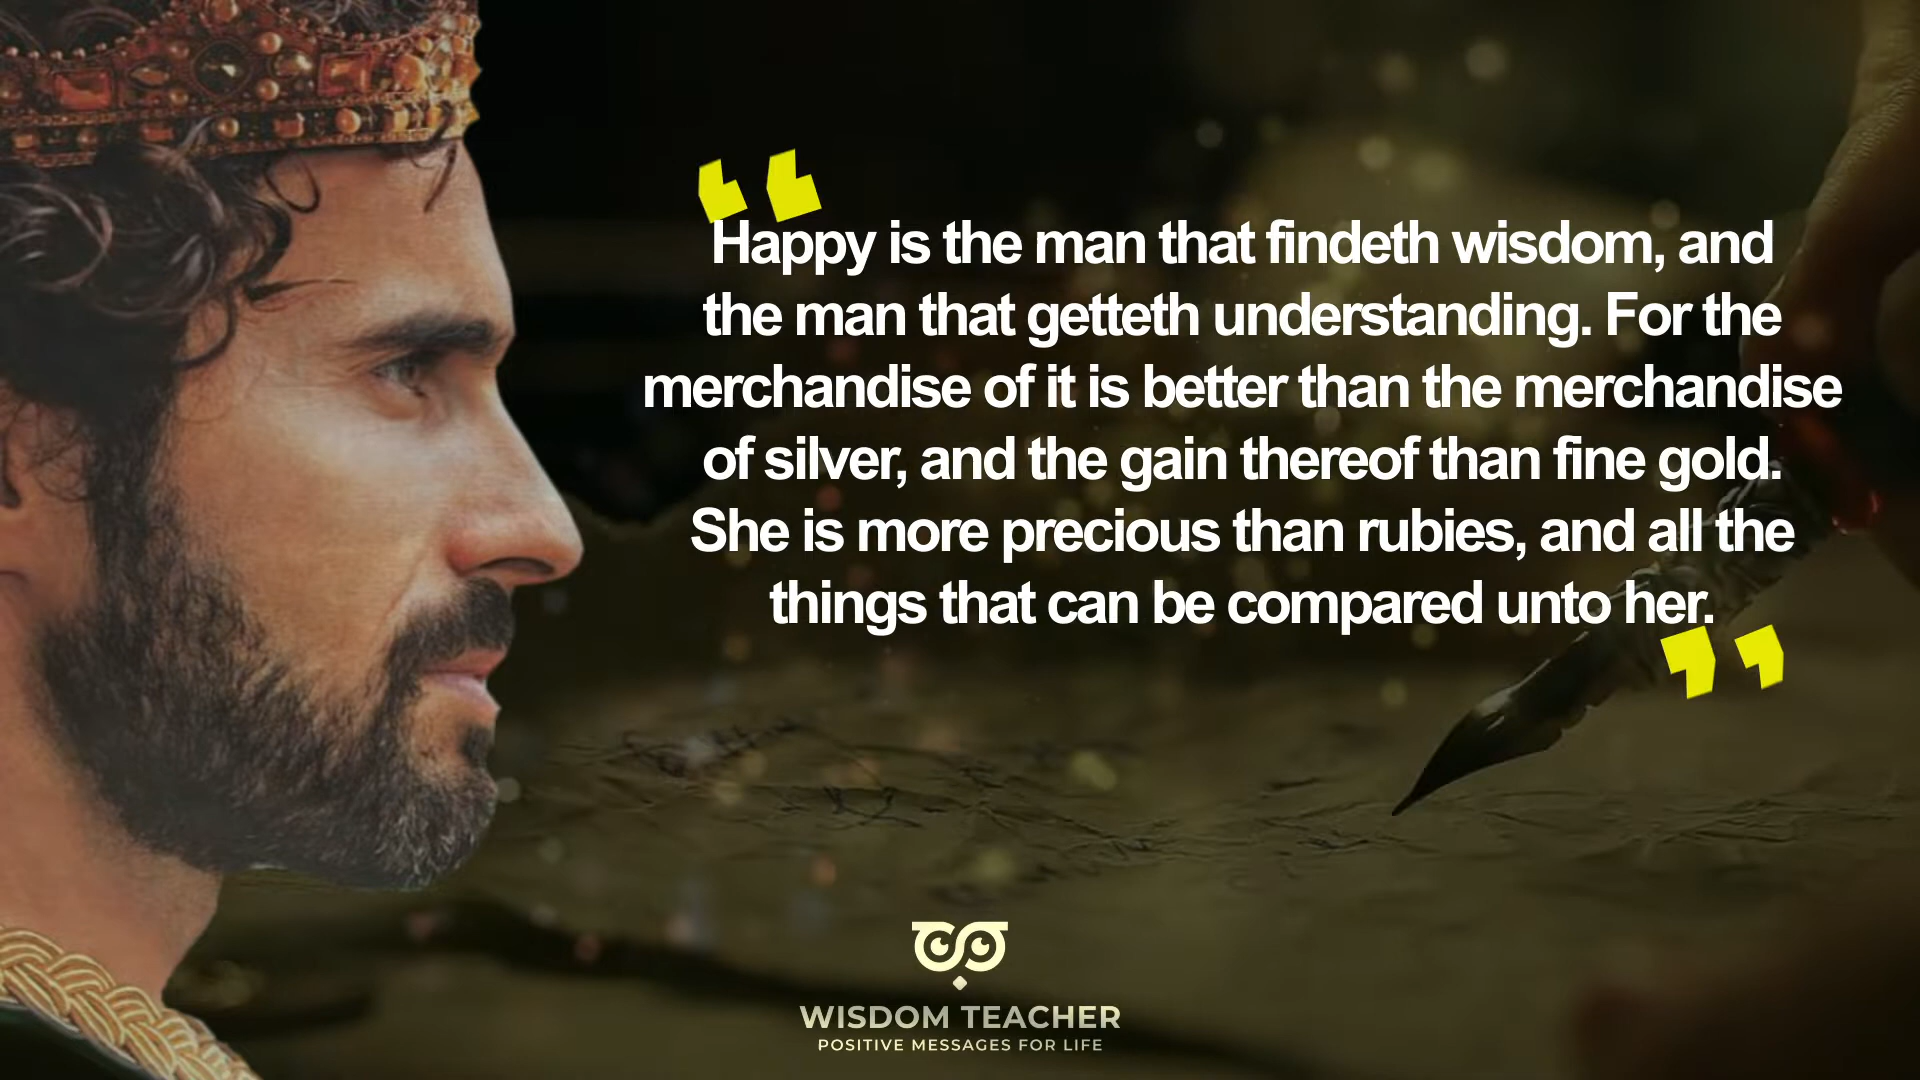 “
Happy is the man that findeth wisdom, and
the man that getteth understanding. For the
merchandise of it is better than the merchandise
of silver, and the gain thereof than fine gold.
She is more precious than rubies, and all the
things that can be compared unto her.
”
WISDOM TEACHER
POSITIVE MESSAGES FOR LIFE